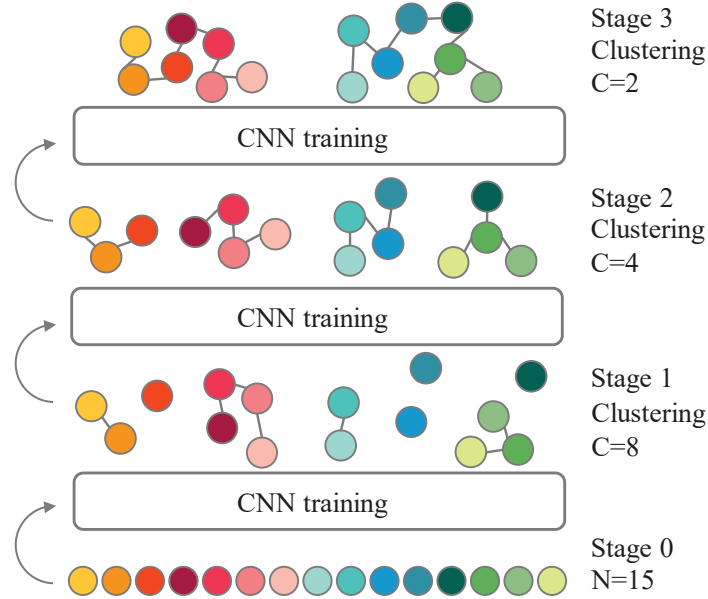 Stage 3
Clustering
C=2
CNN training
Stage 2
Clustering
C=4
CNN training
Stage 1
Clustering
C=8
CNN training
Stage 0
N=15